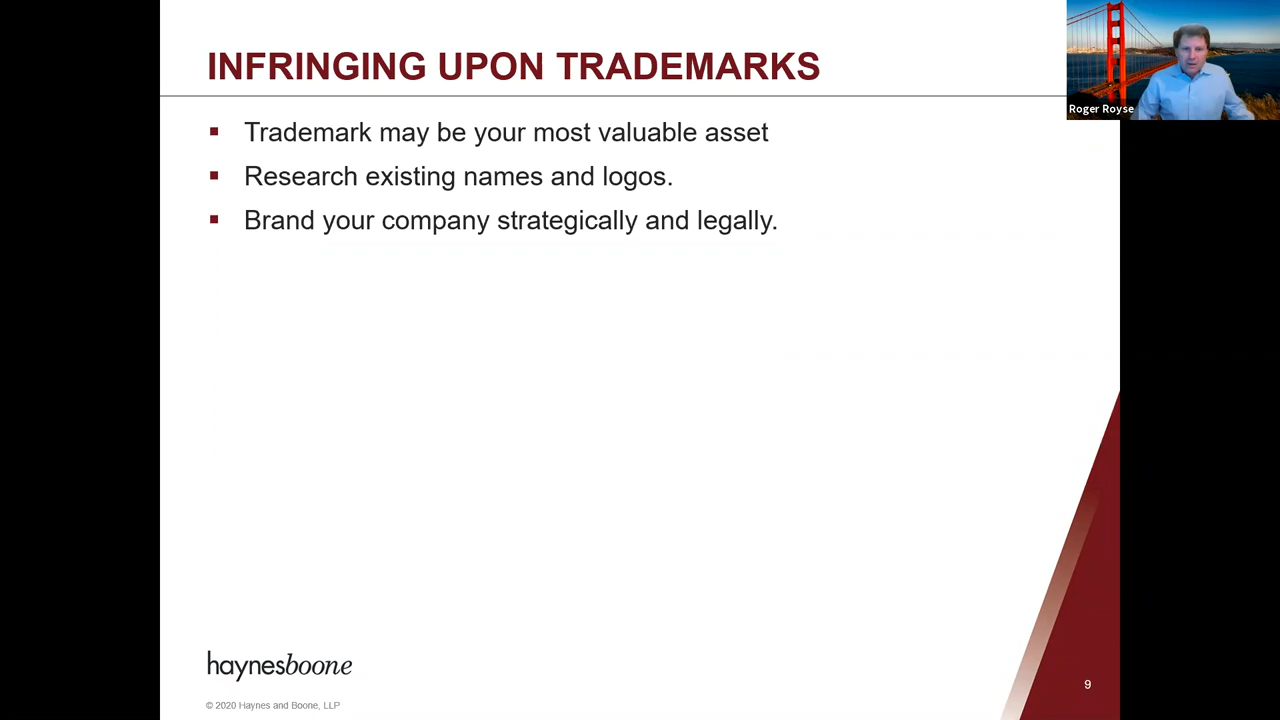 INFRINGING UPON TRADEMARKS
Roger Royse
Trademark may be your most valuable asset
Research existing names and logos.
Brand your company strategically and legally.
haynesboone
© 2020 Haynes and Boone, LLP
9